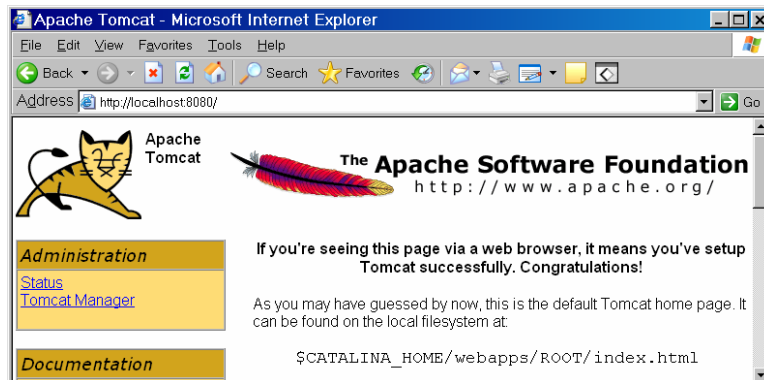 Apache Tomcat - Microsoft Internet Explorer
File Edit View Favorites Tools Help
Back Search Favorites
Address http://localhost:8080/ Go
Apache
Tomcat
The Apache Software Foundation
http://www.apache.org/
Administration
Status
Tomcat Manager
Documentation
If you're seeing this page via a web browser, it means you've setup
Tomcat successfully. Congratulations!
As you may have guessed by now, this is the default Tomcat home page. It
can be found on the local filesystem at:
$CATALINA_HOME/webapps/ROOT/index.html